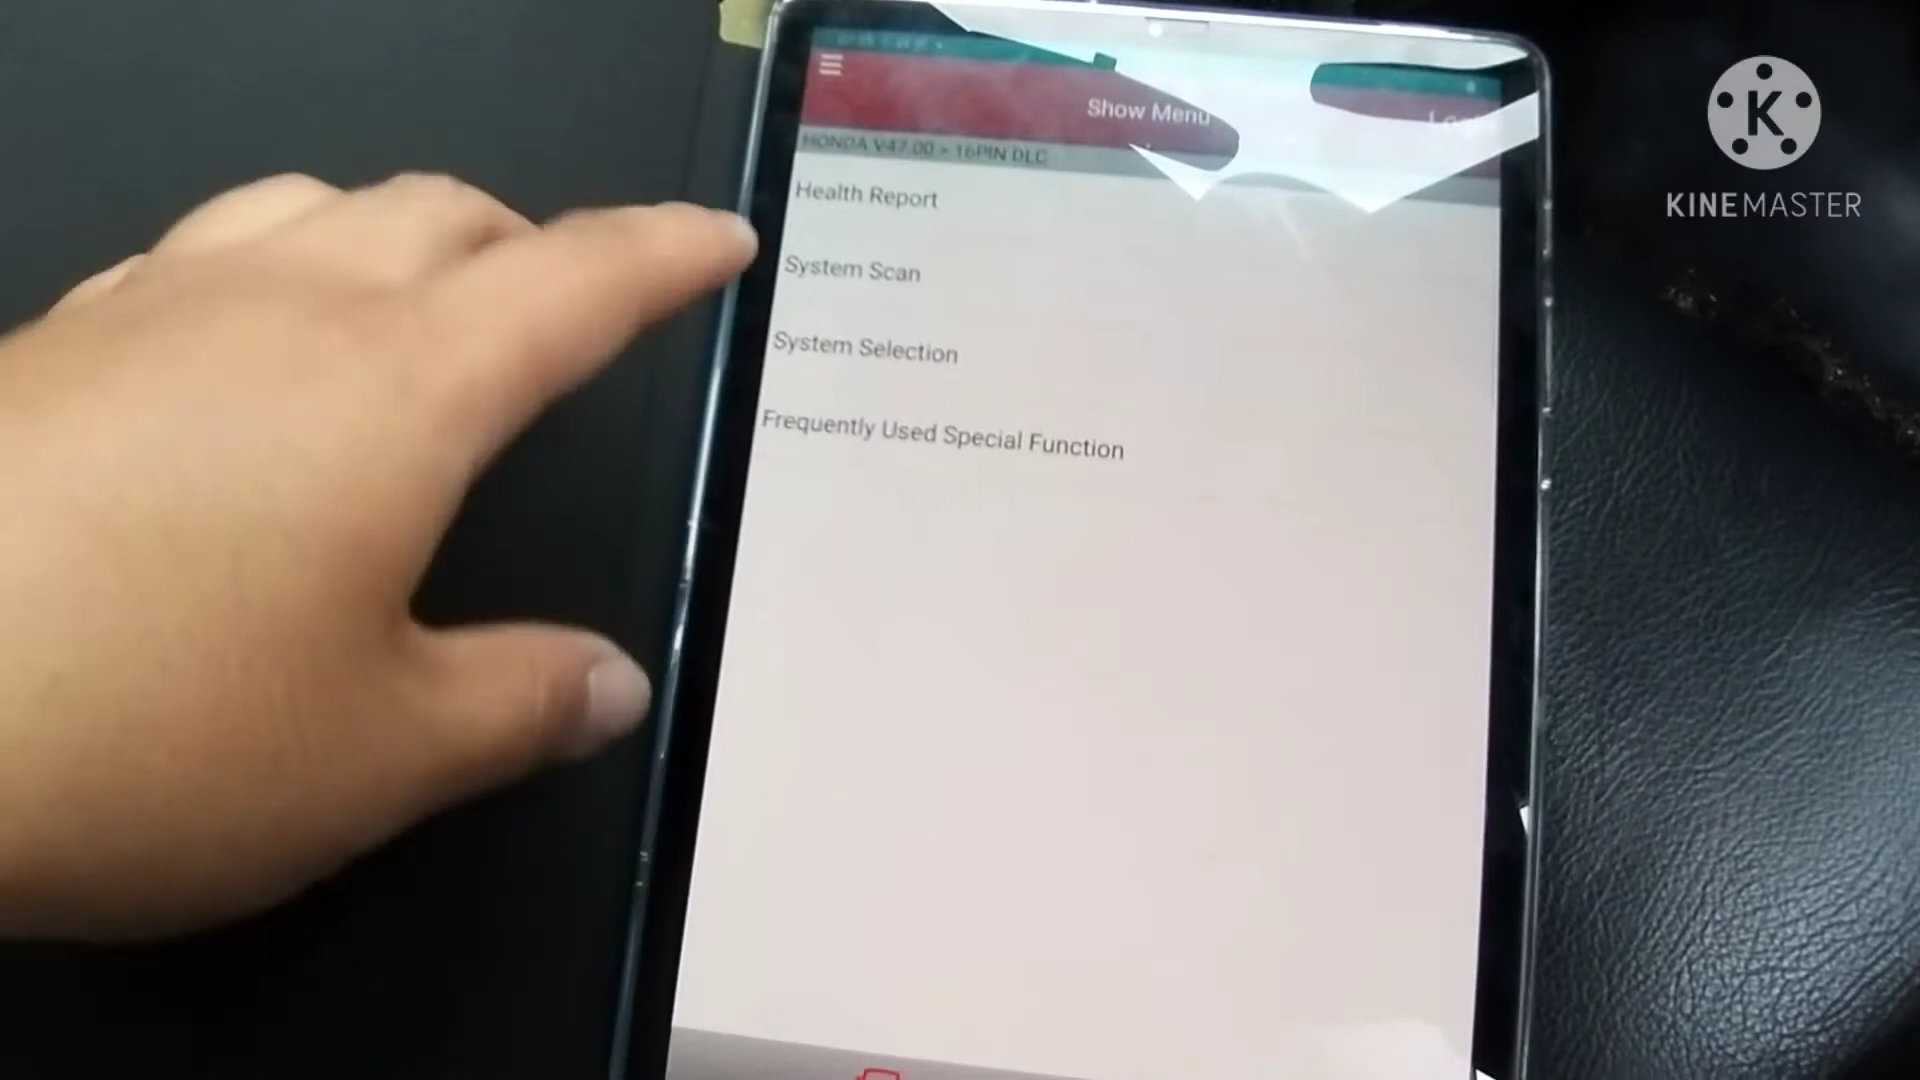 Show Menu
HONDA V47.00 > 16PIN DLC
Health Report
System Scan
System Selection
Frequently Used Special Function
K
KINEMASTER